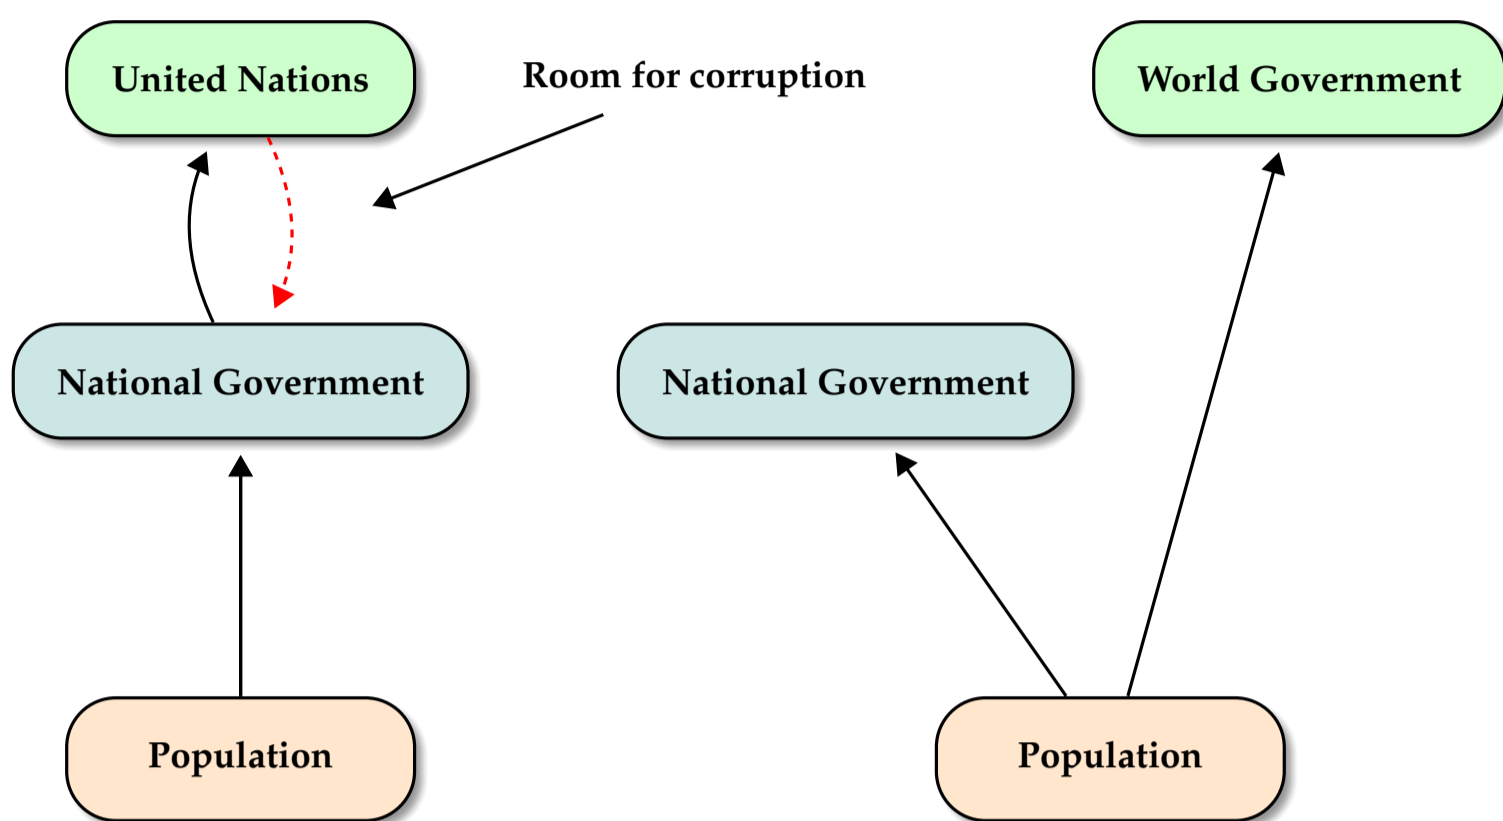 United Nations
Room for corruption
World Government
National Government
National Government
Population
Population